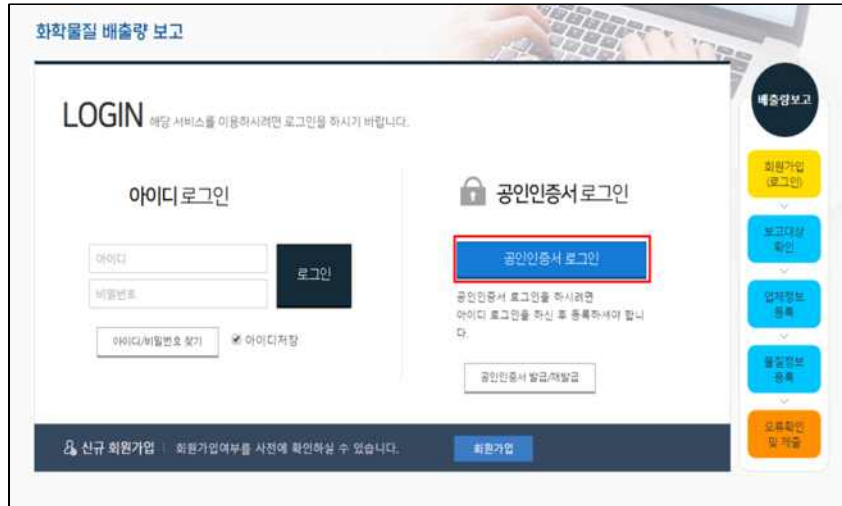 화학물질 배출량 보고
LOGIN 해당 서비스를 이용하시려면 로그인을 하시기 바랍니다.
아이디 로그인
아이디
비밀번호
로그인
아이디/비밀번호 찾기
아이디저장
공인인증서 로그인
공인인증서 로그인
공인인증서 로그인을 하시려면
아이디 로그인을 하신 후 등록하셔야 합니
다.
공인인증서 발급/재발급
신규 회원가입
회원가입여부를 사전에 확인하실 수 있습니다.
회원가입
배출량보고
회원가입
(로그인)
보고대상
확인
업체정보
등록
물질정보
등록
오류확인
및 제출